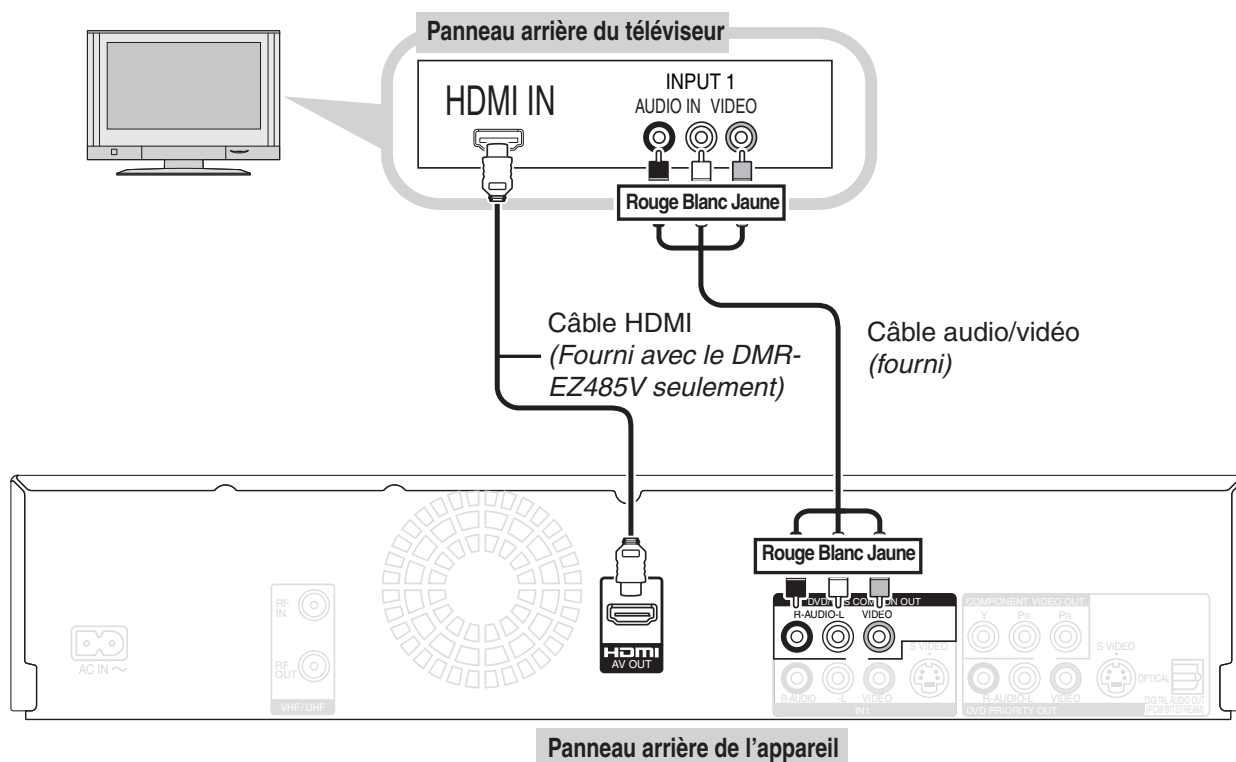 Panneau arrière du téléviseur
HDMI IN
INPUT 1
AUDIO IN VIDEO
Rouge Blanc Jaune
Câble HDMI
(Fourni avec le DMR-
EZ485V seulement)
Câble audio/vidéo
(fourni)
Rouge Blanc Jaune
AC IN ~
RF
IN
RF
OUT
VHF/UHF
HDMI
AV OUT
OUT
R-AUDIO-L VIDEO
S VIDEO
R-AUDIO -L VIDEO
IN1
COMPONENT VIDEO OUT
Y PB PR
R-AUDIO-L VIDEO
DVD PRIORITY OUT
S VIDEO
OPTICAL
DIGITAL AUDIO OUT
(PCM/BITSTREAM)
Panneau arrière de l'appareil